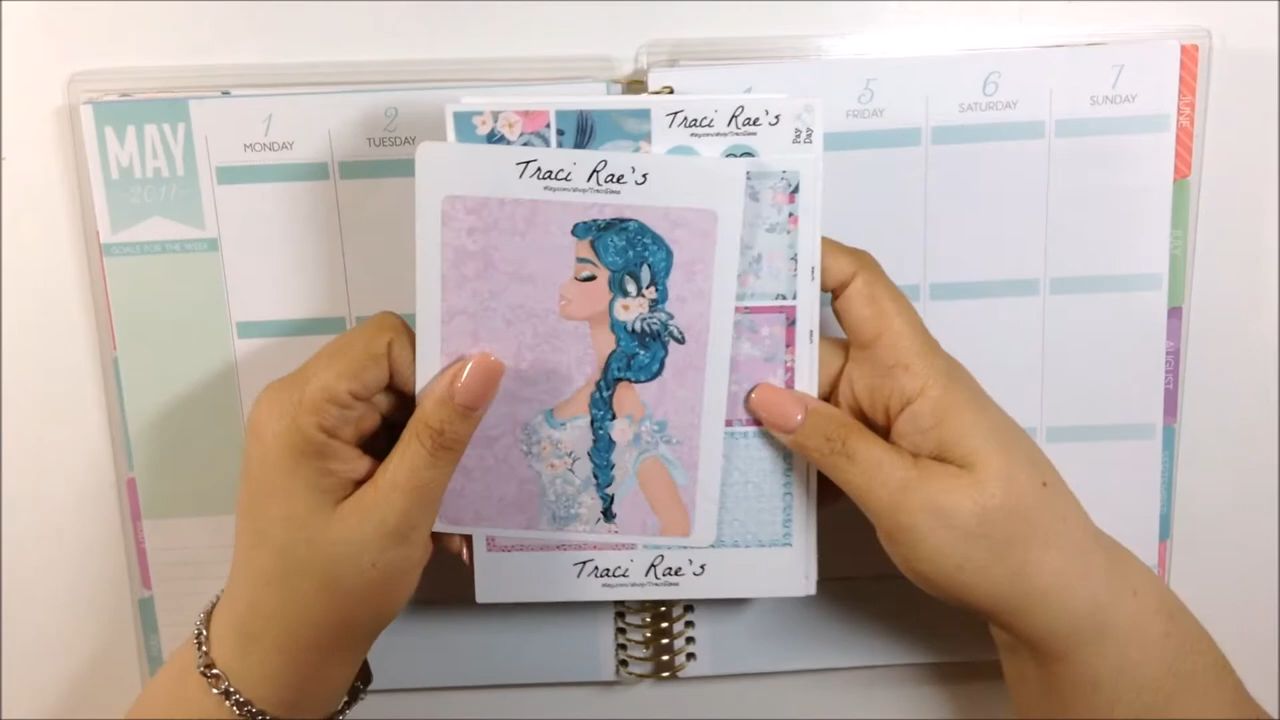 MAY
2017
GOALS FOR THE WEEK
1
MONDAY
2
TUESDAY
Traci Rae's
Pay Day
Traci Rae's
Traci Rae's
5
FRIDAY
6
SATURDAY
7
SUNDAY
JUNE
JULY
AUGUST
SEPTEMBER